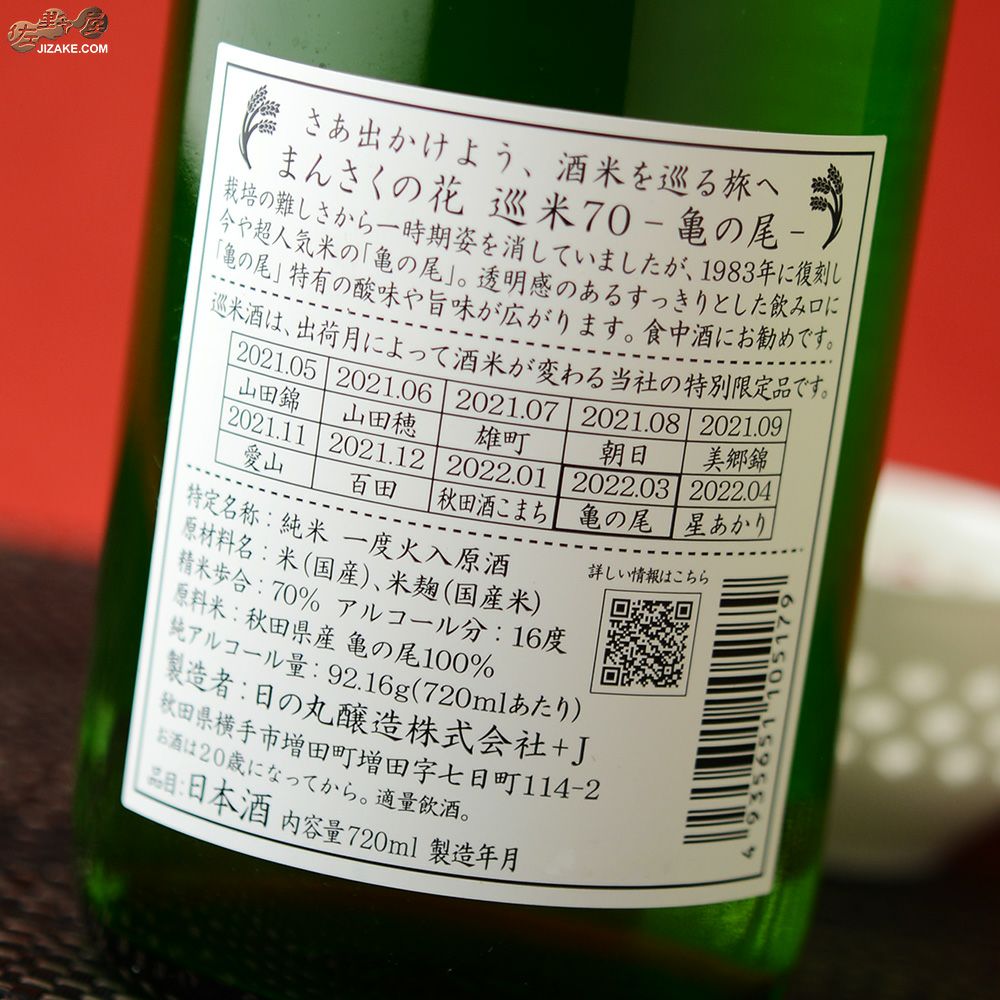 佐野屋
JIZAKE.COM
さあ出かけよう、酒米を巡る旅へ
まんさくの花 巡米70 - 亀の尾 -
栽培の難しさから一時期姿を消していましたが、1983年に復刻し
今や超人気米の「亀の尾」。透明感のあるすっきりとした飲み口に
「亀の尾」特有の酸味や旨味が広がります。食中酒にお勧めです。
巡米酒は、出荷月によって酒米が変わる当社の特別限定品です。
2021.05 2021.06 2021.07 2021.08 2021.09
山田錦 山田穂 雄町 朝日 美郷錦
2021.11 2021.12 2022.01 2022.03 2022.04
愛山 百田 秋田酒こまち 亀の尾 星あかり
特定名称：純米 一度火入原酒
原材料名：米(国産)、米麹(国産米)
精米歩合：70% アルコール分：16度
原料米：秋田県産 亀の尾100%
純アルコール量：92.16g(720mlあたり)
製造者：日の丸醸造株式会社+J
秋田県横手市増田町増田字七日町114-2
お酒は20歳になってから。適量飲酒。
品目:日本酒 内容量720ml 製造年月
詳しい情報はこちら
4935651105179